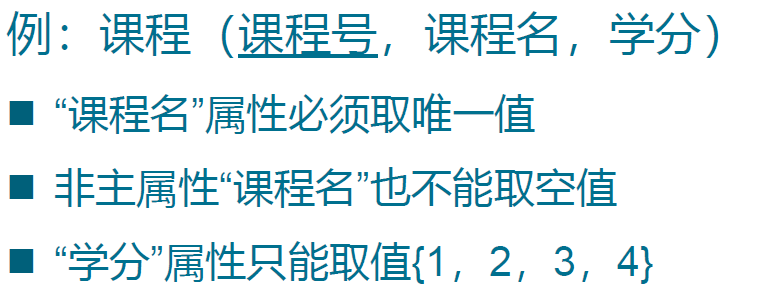 例：课程（课程号，课程名，学分）
■ “课程名”属性必须取唯一值
■ 非主属性“课程名”也不能取空值
■ “学分”属性只能取值{1，2，3，4}